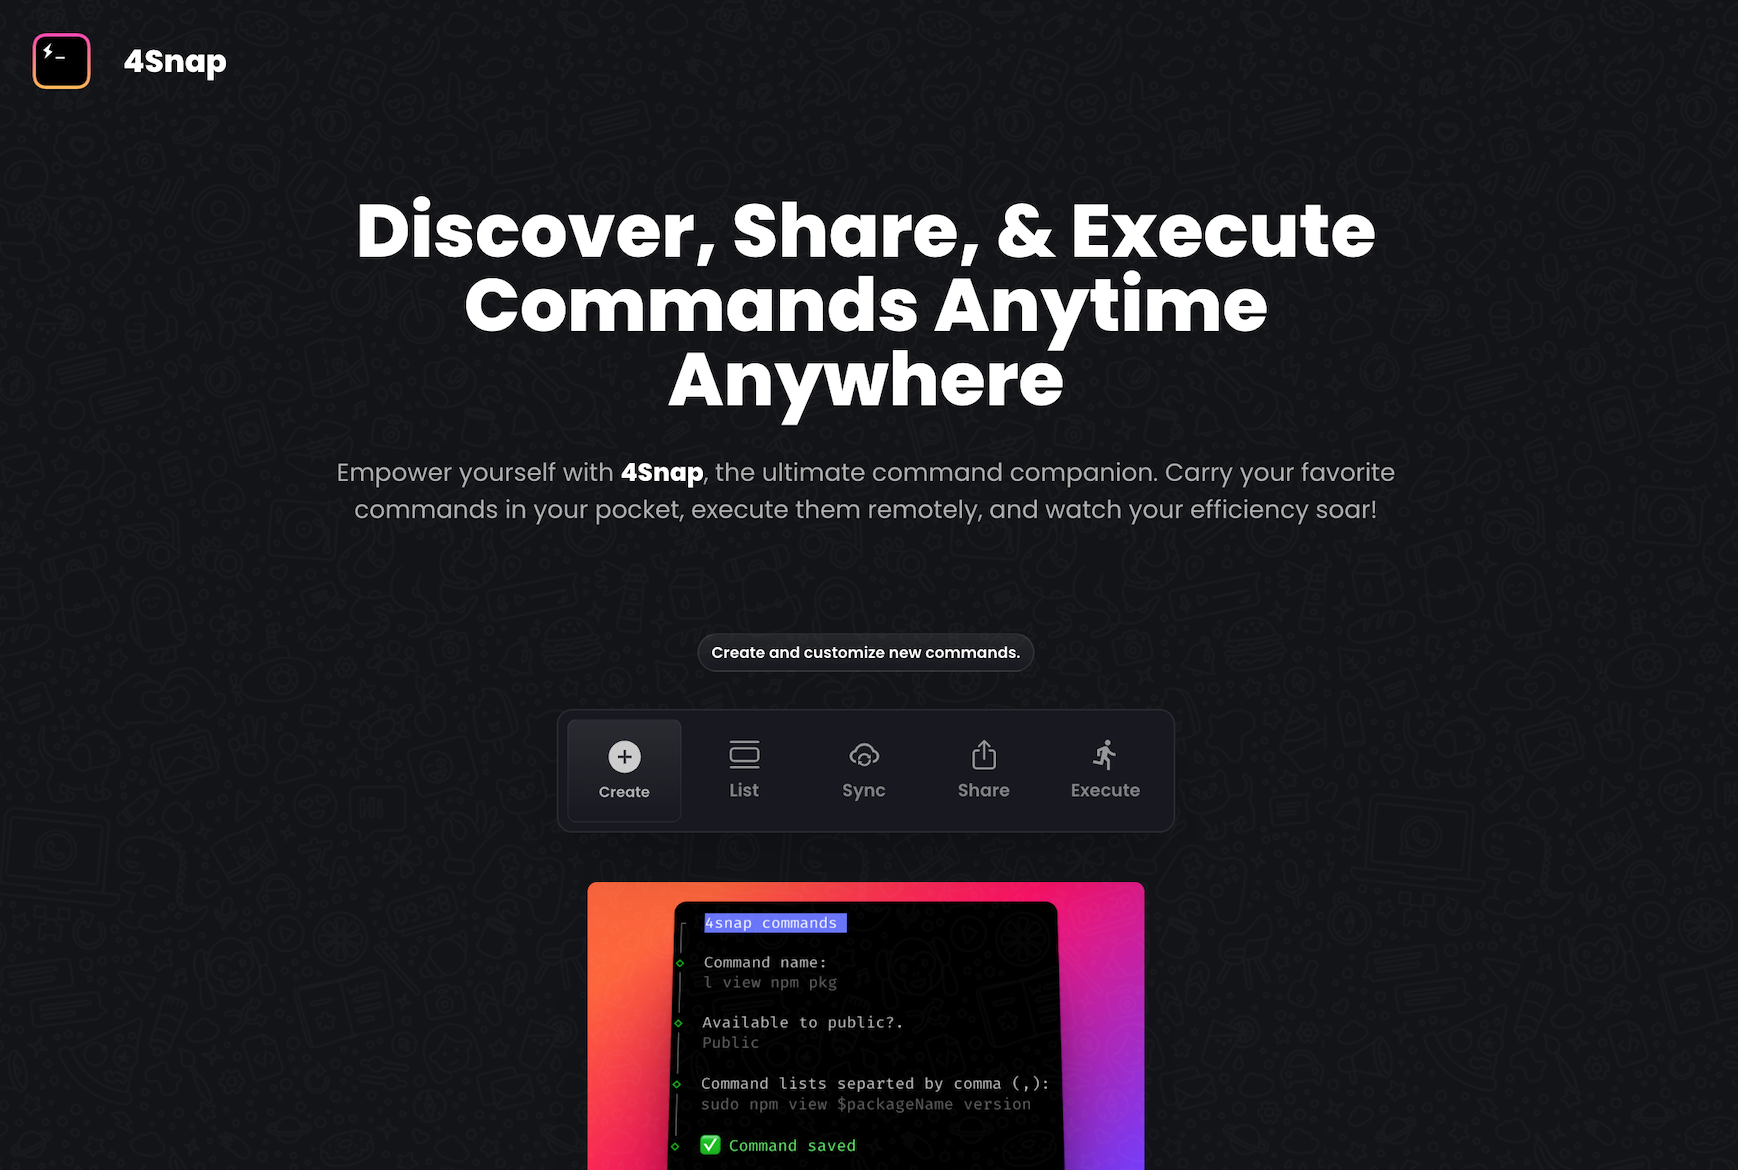 4Snap
Discover, Share, & Execute
Commands Anytime
Anywhere
Empower yourself with 4Snap, the ultimate command companion. Carry your favorite
commands in your pocket, execute them remotely, and watch your efficiency soar!
Create and customize new commands.
Create
List
Sync
Share
Execute
4snap commands
Command name:
l view npm pkg
Available to public?.
Public
Command lists separted by comma (,):
sudo npm view $packageName version
✅ Command saved